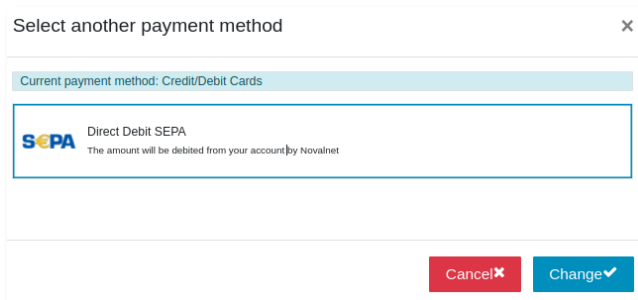 Select another payment method ×
Current payment method: Credit/Debit Cards
S€PA
Direct Debit SEPA
The amount will be debited from your account by Novalnet
Cancel✖ Change✔